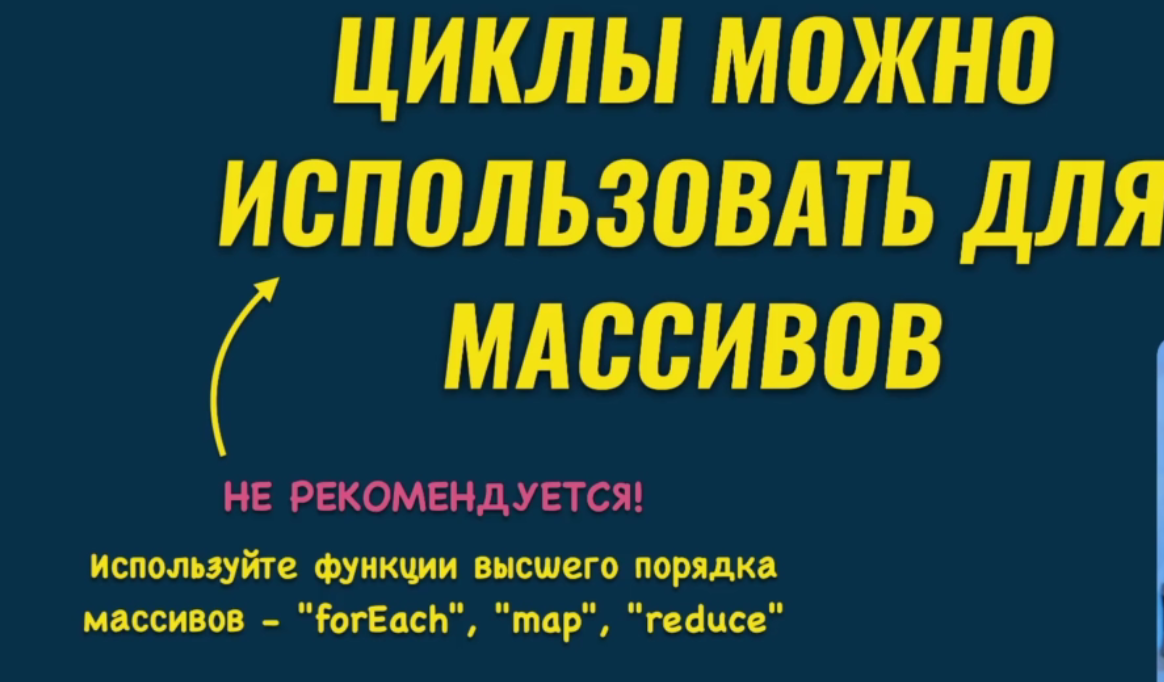 ЦИКЛЫ МОЖНО
ИСПОЛЬЗОВАТЬ ДЛЯ
МАССИВОВ
НЕ РЕКОМЕНДУЕТСЯ!
Используйте функции высшего порядка
массивов - "forEach", "map", "reduce"